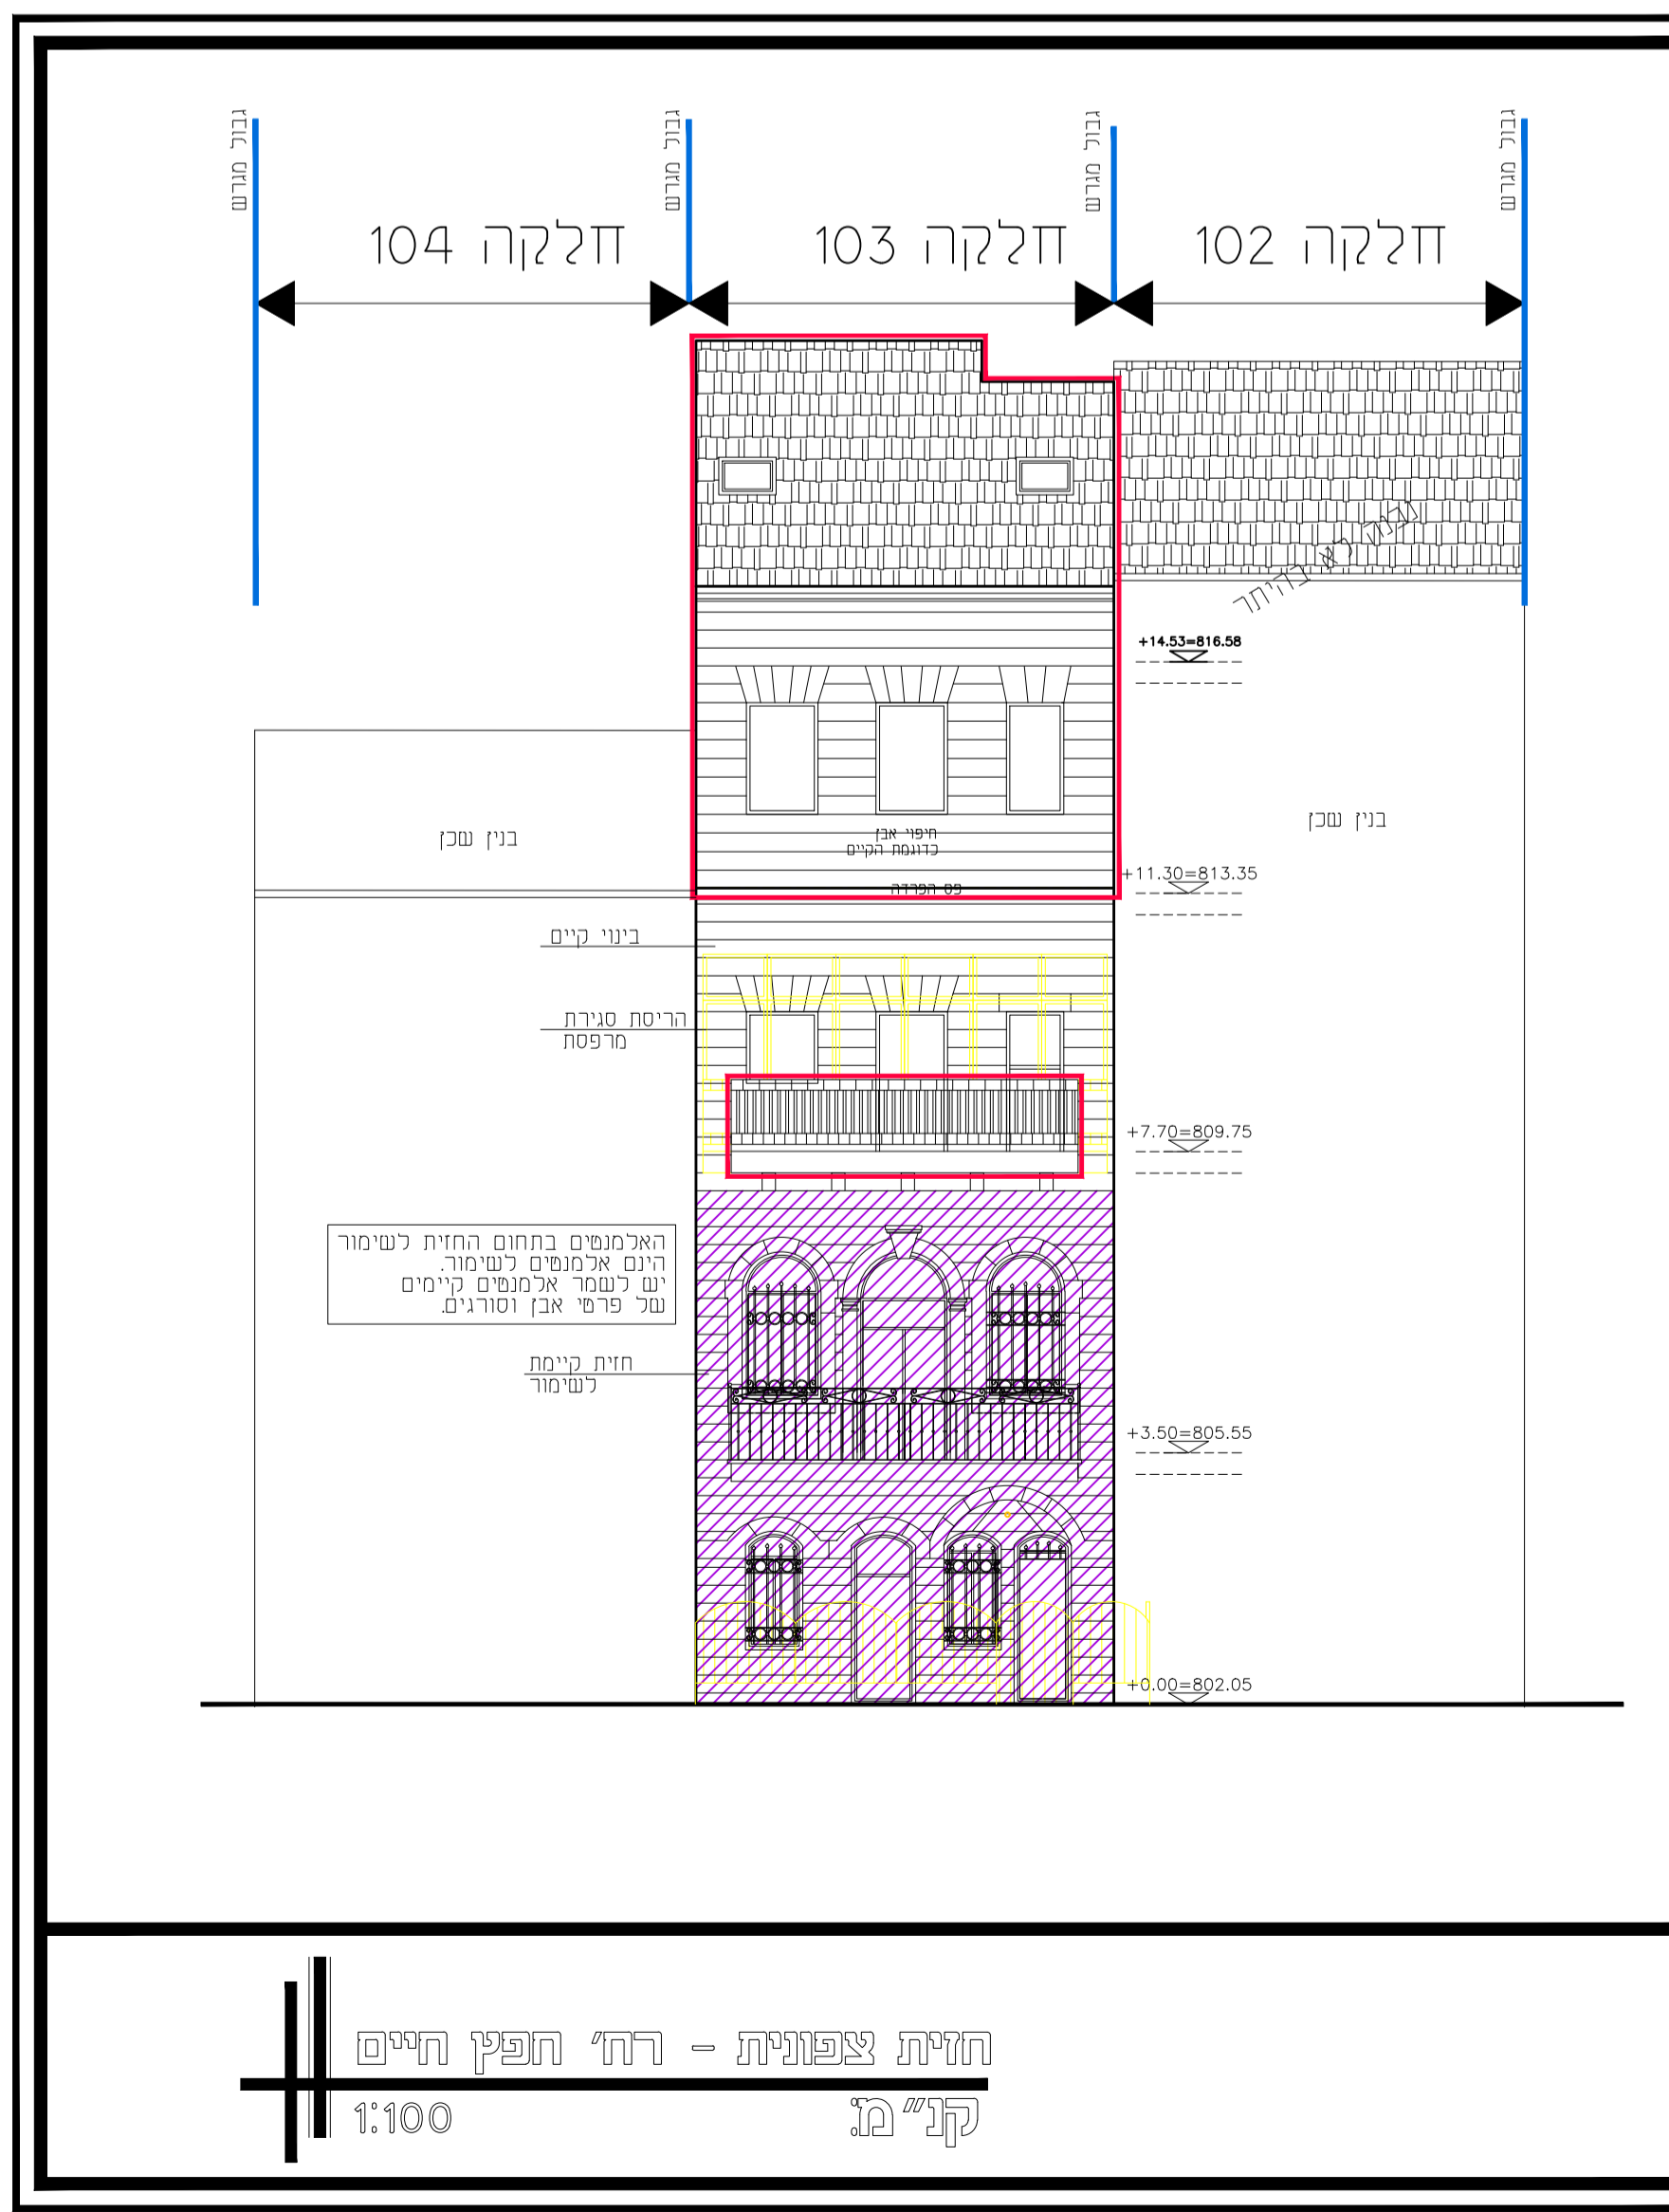 גבול מגרש
גבול מגרש
גבול מגרש
גבול מגרש
חלקה 102
חלקה 103
חלקה 104
גבוה לא בהיתר
+14.53=816.58
בנין שכן
בנין שכן
חיפוי אבן
כדוגמת הקיים
+11.30=813.35
פס הפרדה
בינוי קיים
הריסת סגירת
מרפסת
+7.70=809.75
האלמנטים בתחום החזית לשימור
הינם אלמנטים לשימור.
יש לשמר אלמנטים קיימים
של פרטי אבן וסורגים.
חזית קיימת
לשימור
+3.50=805.55
+0.00=802.05
חזית צפונית - רח' חפץ חיים
קנ"מ: 1:100